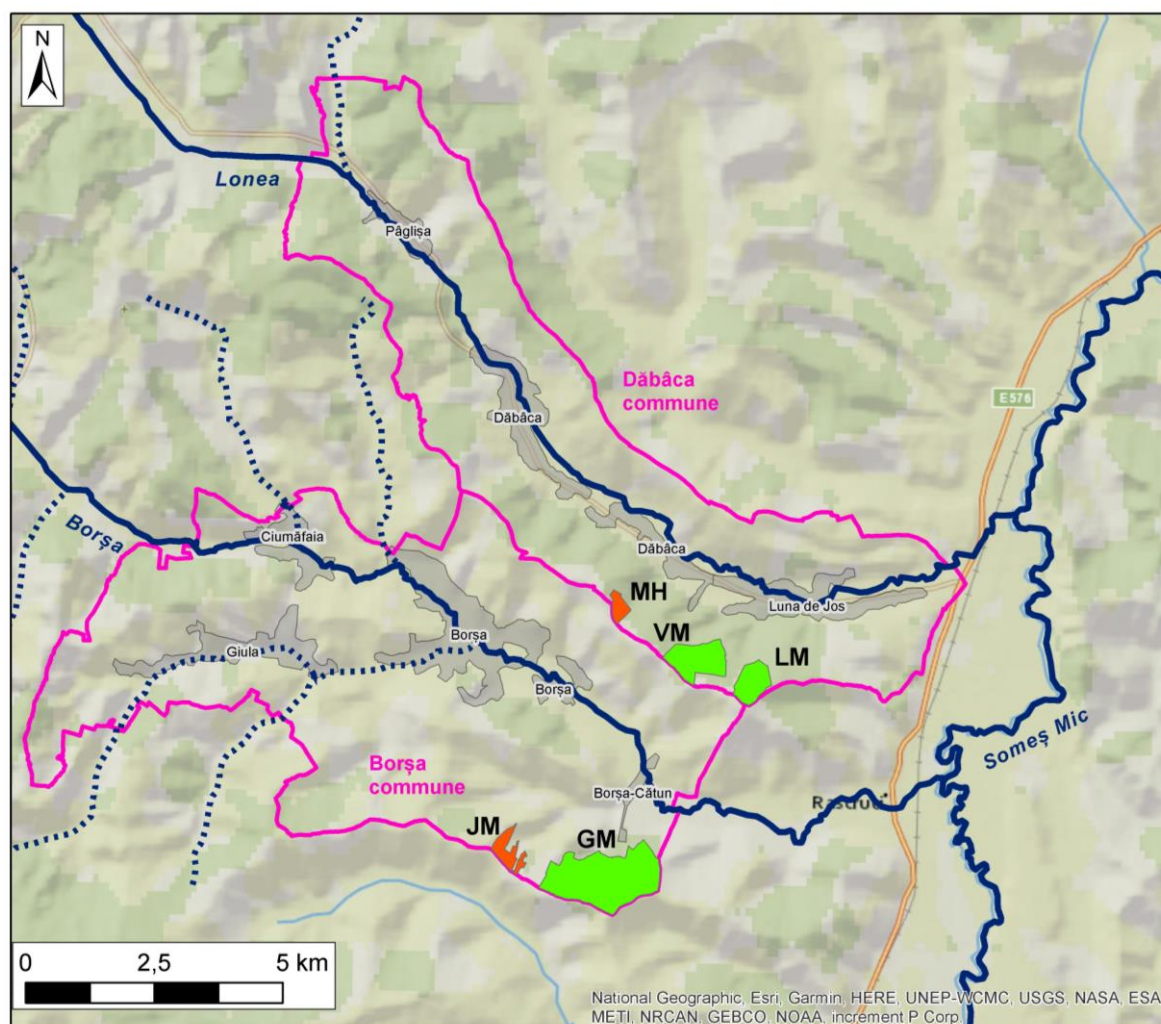 N
Lonea
Pâglișa
Dăbâca
commune
E576
Dăbâca
Borșa
Ciumăfaia
Dăbâca
MH
Luna de Jos
Giula
Borșa
VM
LM
Borșa
Someș Mic
Borșa
commune
Borșa-Cătun
JM
GM
0 2,5 5 km
National Geographic, Esri, Garmin, HERE, UNEP-WCMC, USGS, NASA, ESA,
METI, NRCAN, GEBCO, NOAA, increment P Corp